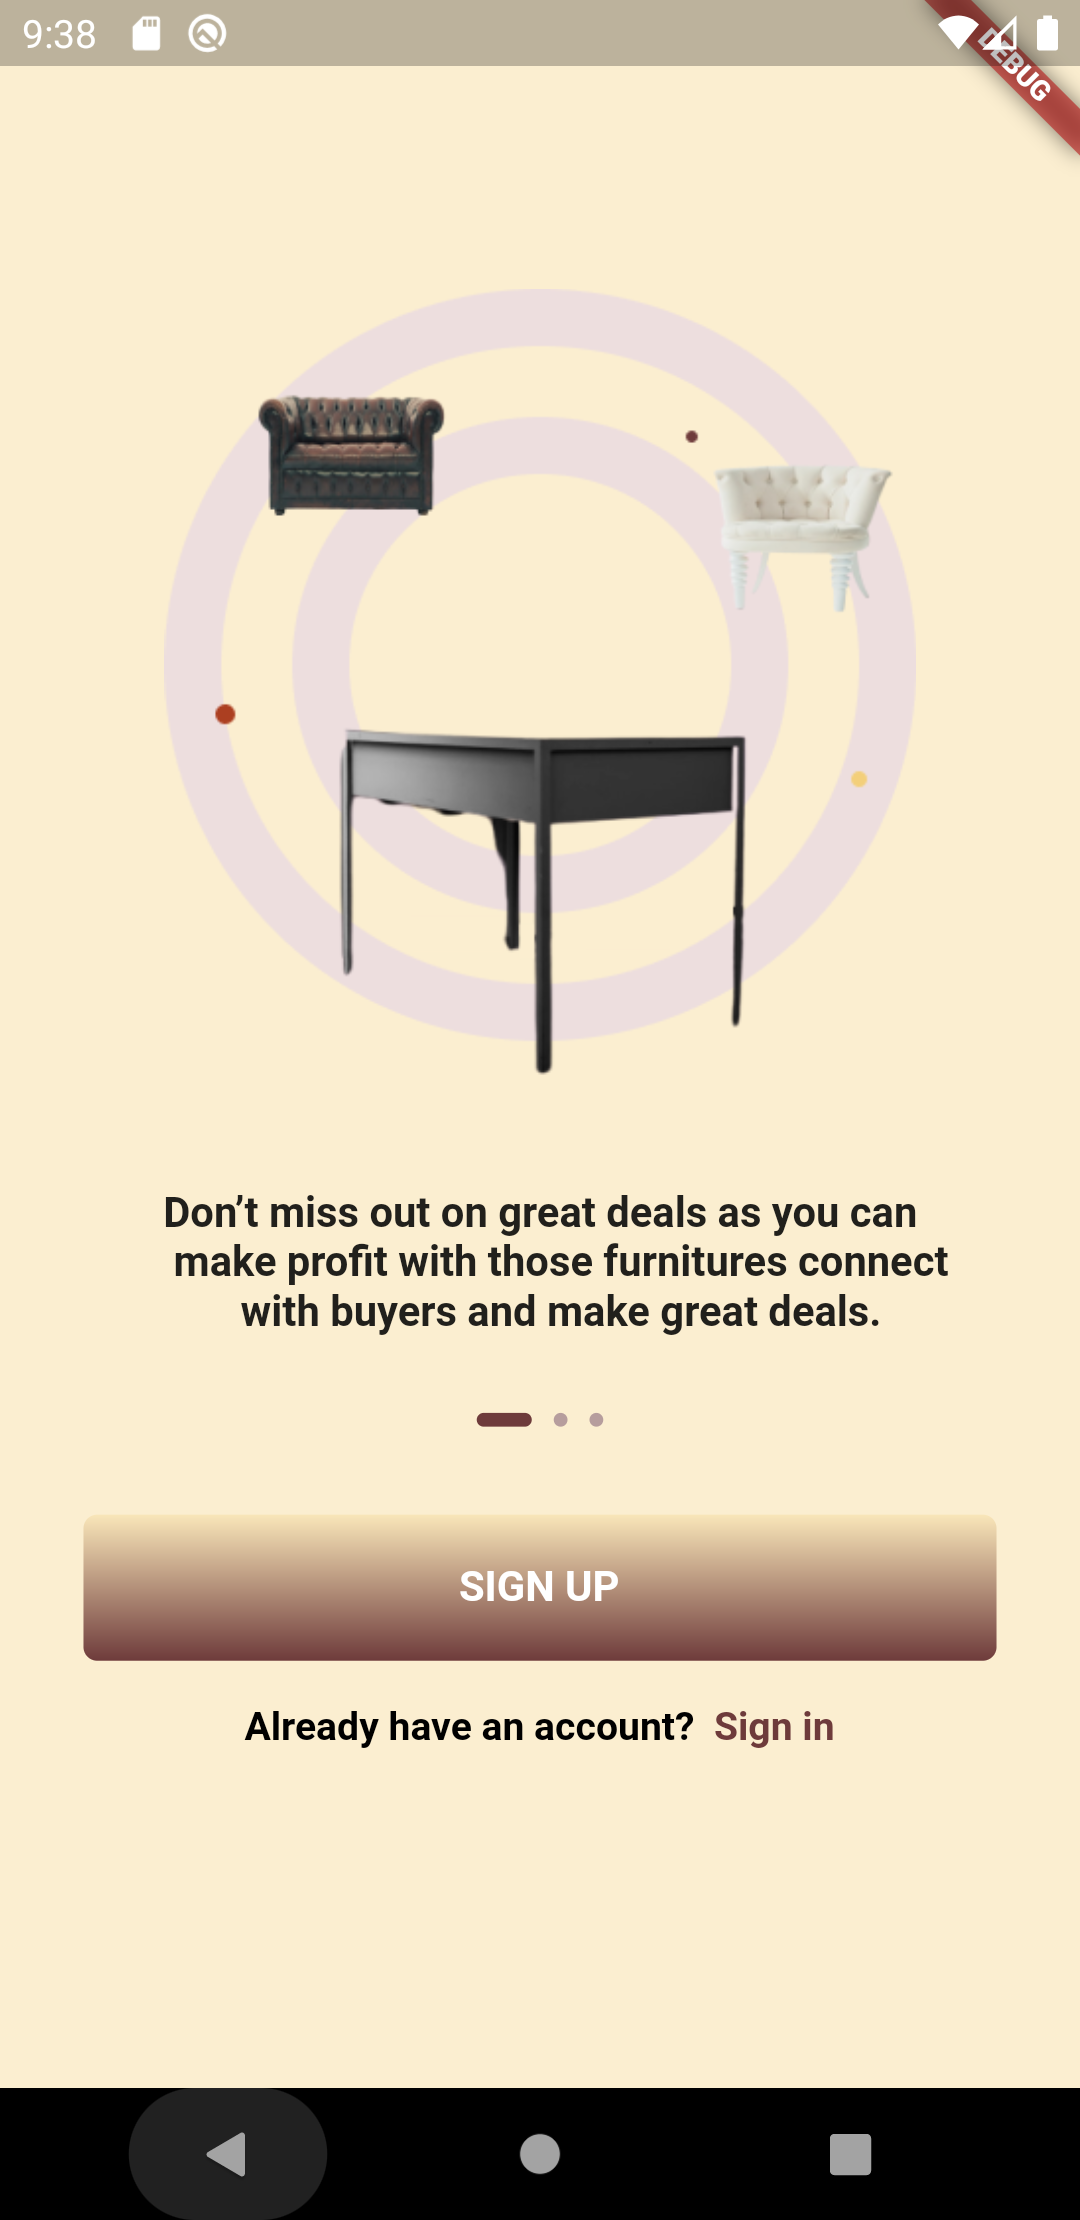 9:38
DEBUG
Don’t miss out on great deals as you can
make profit with those furnitures connect
with buyers and make great deals.
SIGN UP
Already have an account? Sign in